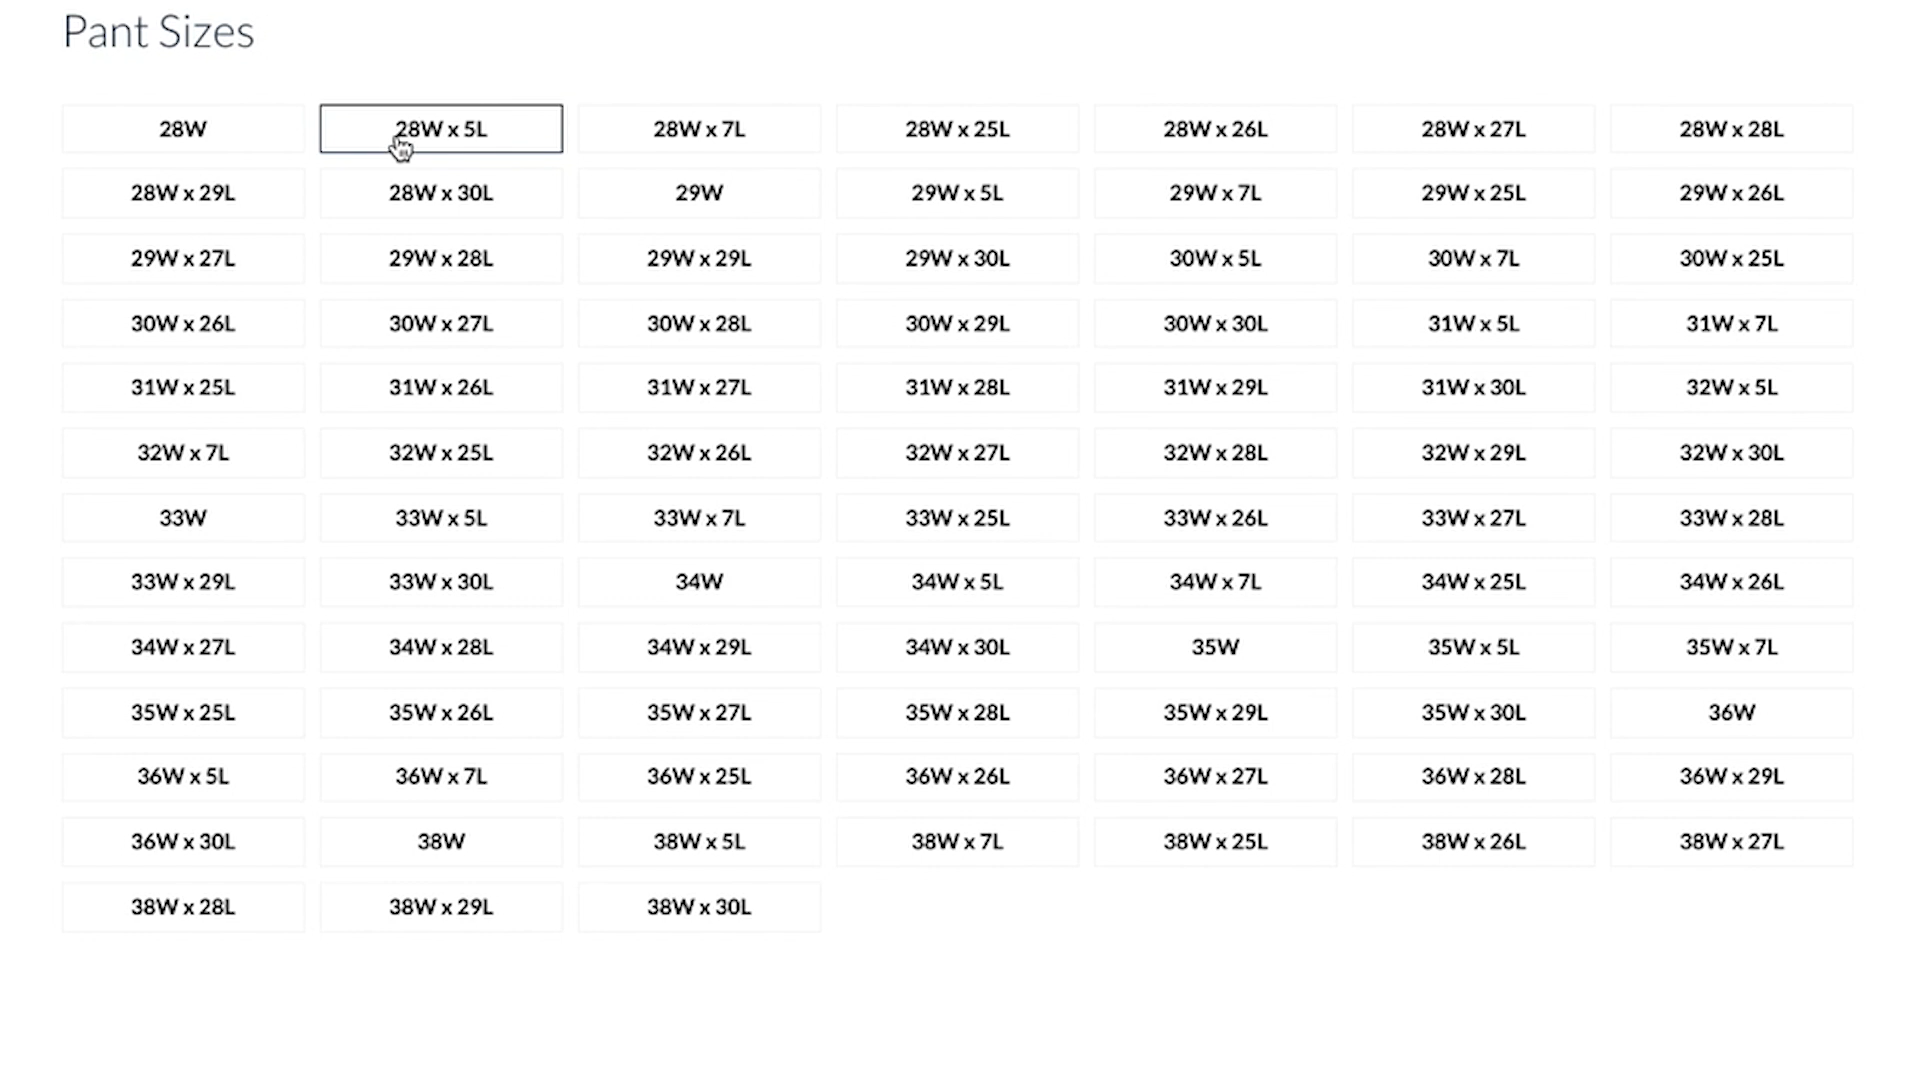 Pant Sizes
28W 28W x 5L 28W x 7L 28W x 25L 28W x 26L 28W x 27L 28W x 28L
28W x 29L 28W x 30L 29W 29W x 5L 29W x 7L 29W x 25L 29W x 26L
29W x 27L 29W x 28L 29W x 29L 29W x 30L 30W x 5L 30W x 7L 30W x 25L
30W x 26L 30W x 27L 30W x 28L 30W x 29L 30W x 30L 31W x 5L 31W x 7L
31W x 25L 31W x 26L 31W x 27L 31W x 28L 31W x 29L 31W x 30L 32W x 5L
32W x 7L 32W x 25L 32W x 26L 32W x 27L 32W x 28L 32W x 29L 32W x 30L
33W 33W x 5L 33W x 7L 33W x 25L 33W x 26L 33W x 27L 33W x 28L
33W x 29L 33W x 30L 34W 34W x 5L 34W x 7L 34W x 25L 34W x 26L
34W x 27L 34W x 28L 34W x 29L 34W x 30L 35W 35W x 5L 35W x 7L
35W x 25L 35W x 26L 35W x 27L 35W x 28L 35W x 29L 35W x 30L 36W
36W x 5L 36W x 7L 36W x 25L 36W x 26L 36W x 27L 36W x 28L 36W x 29L
36W x 30L 38W 38W x 5L 38W x 7L 38W x 25L 38W x 26L 38W x 27L
38W x 28L 38W x 29L 38W x 30L